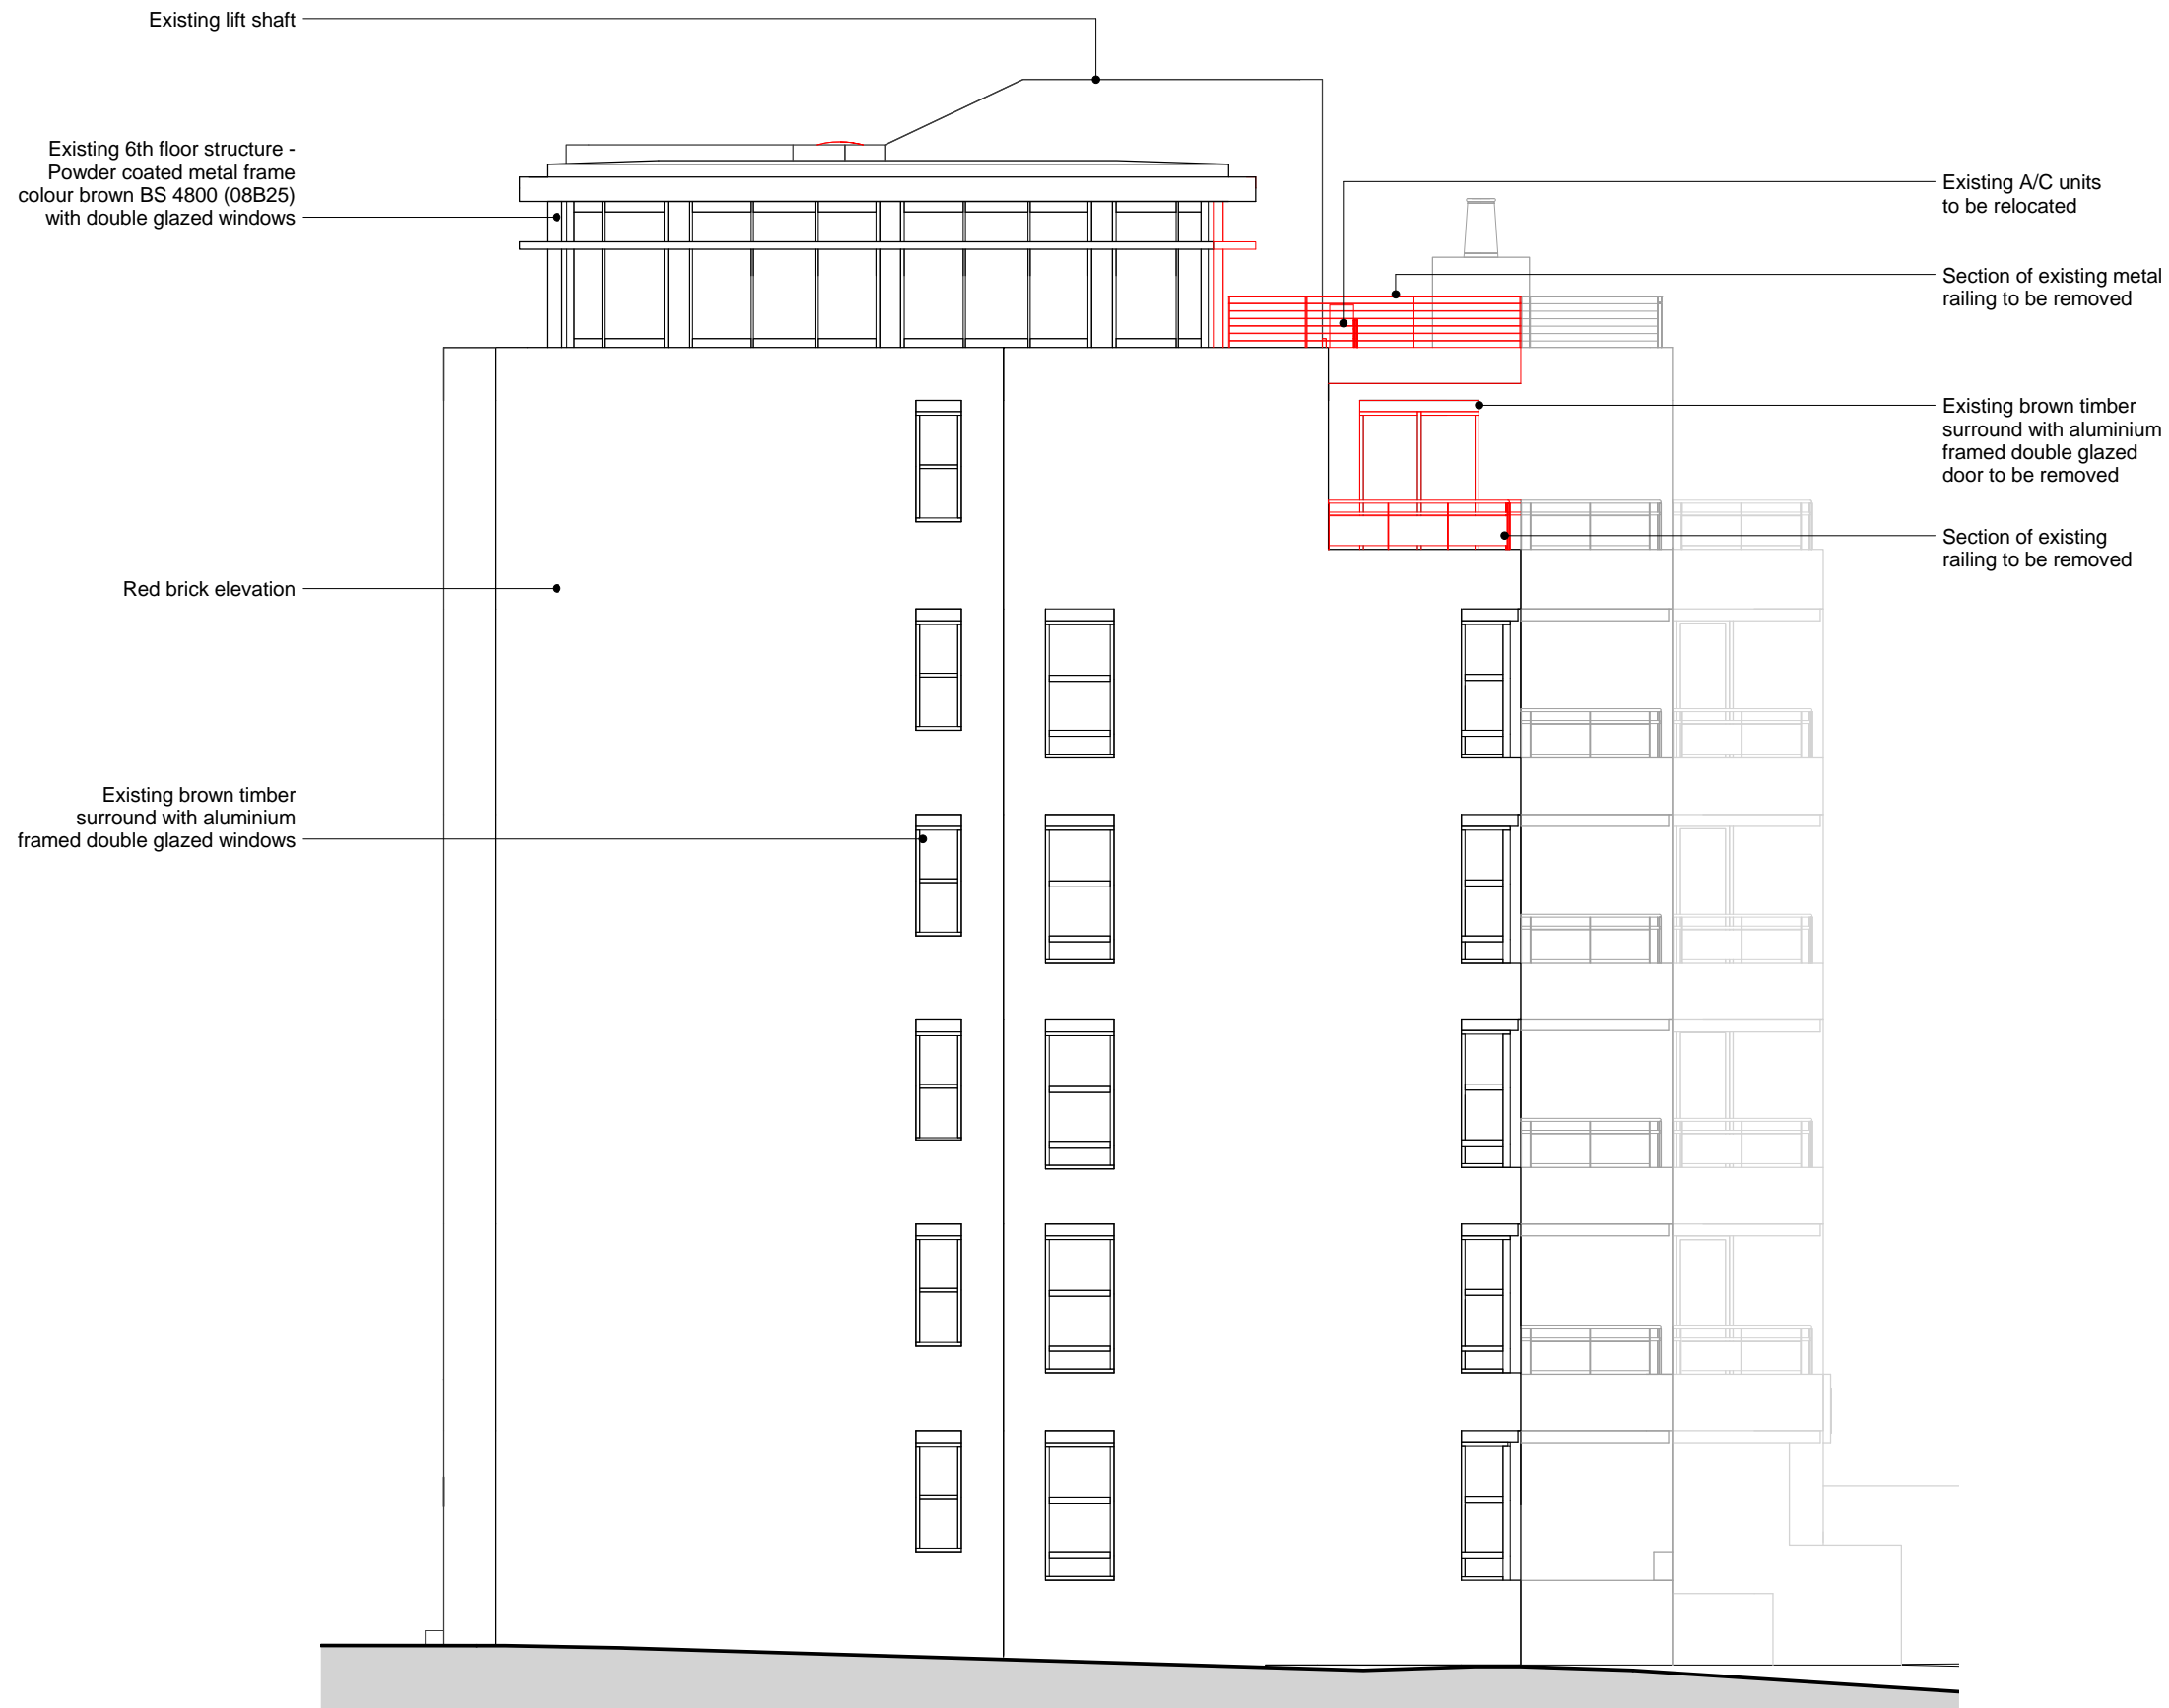 Existing lift shaft
Existing 6th floor structure -
Powder coated metal frame
colour brown BS 4800 (08B25)
with double glazed windows
Existing A/C units
to be relocated
Section of existing metal
railing to be removed
Existing brown timber
surround with aluminium
framed double glazed
door to be removed
Section of existing
railing to be removed
Red brick elevation
Existing brown timber
surround with aluminium
framed double glazed windows